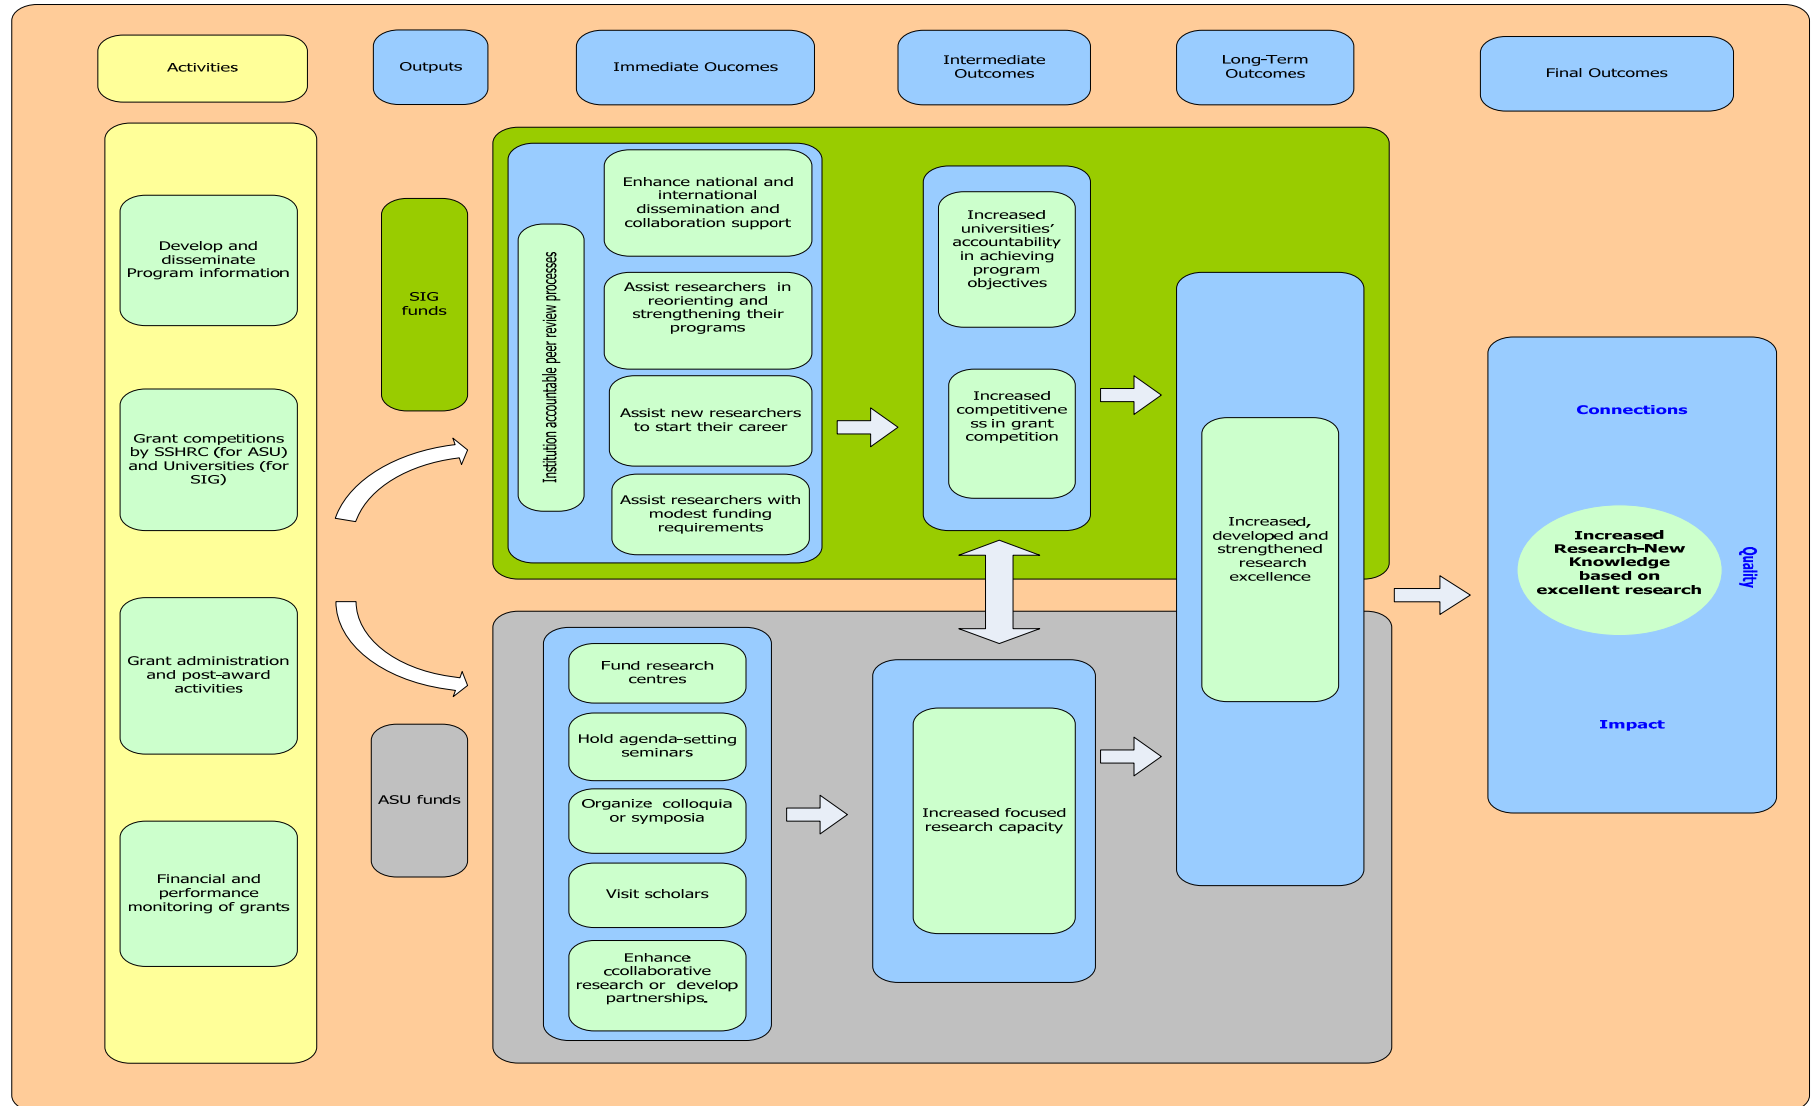 Activities
Outputs
Immediate Oucomes
Intermediate
Outcomes
Long-Term
Outcomes
Final Outcomes
Develop and
disseminate
Program information
Grant competitions
by SSHRC (for ASU)
and Universities (for
SIG)
Grant administration
and post-award
activities
Financial and
performance
monitoring of grants
SIG
funds
ASU funds
Institution accountable peer review processes
Enhance national and
international
dissemination and
collaboration support
Assist researchers in
reorienting and
strengthening their
programs
Assist new researchers
to start their career
Assist researchers with
modest funding
requirements
Increased
universities’
accountability
in achieving
program
objectives
Increased
competitivene
ss in grant
competition
Fund research
centres
Hold agenda-setting
seminars
Organize colloquia
or symposia
Visit scholars
Enhance
ccollaborative
research or develop
partnerships.
Increased focused
research capacity
Increased,
developed and
strengthened
research
excellence
Connections
Increased
Research-New
Knowledge
based on
excellent research
Quality
Impact